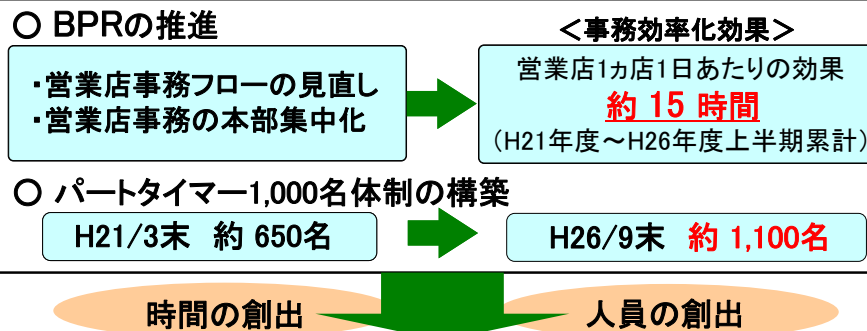 ○ BPRの推進
＜事務効率化効果＞
・営業店事務フローの見直し
・営業店事務の本部集中化
営業店1ヵ店1日あたりの効果
約 15 時間
（H21年度～H26年度上半期累計）
○ パートタイマー1,000名体制の構築
H21/3末 約 650名
H26/9末 約 1,100名
時間の創出
人員の創出